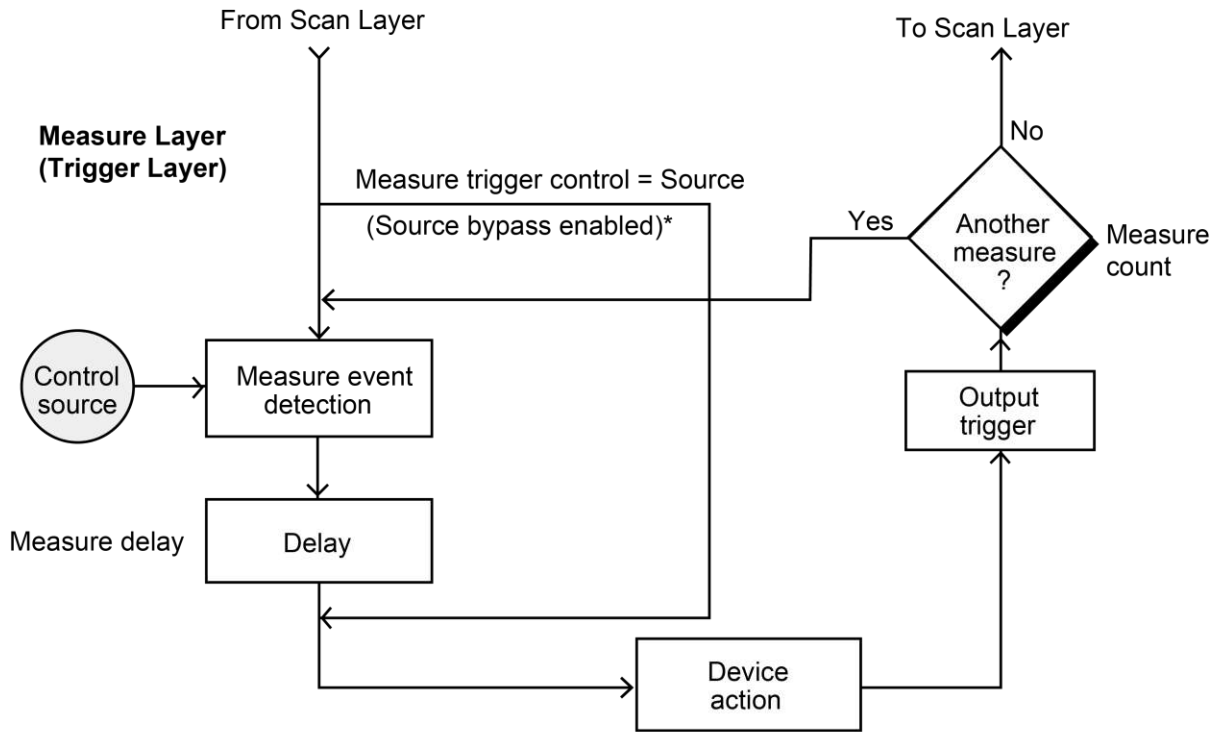 From Scan Layer
To Scan Layer
Measure Layer
(Trigger Layer)
No
Measure trigger control = Source
(Source bypass enabled)*
Yes
Another
measure
?
Measure
count
Control
source
Measure event
detection
Output
trigger
Measure delay
Delay
Device
action